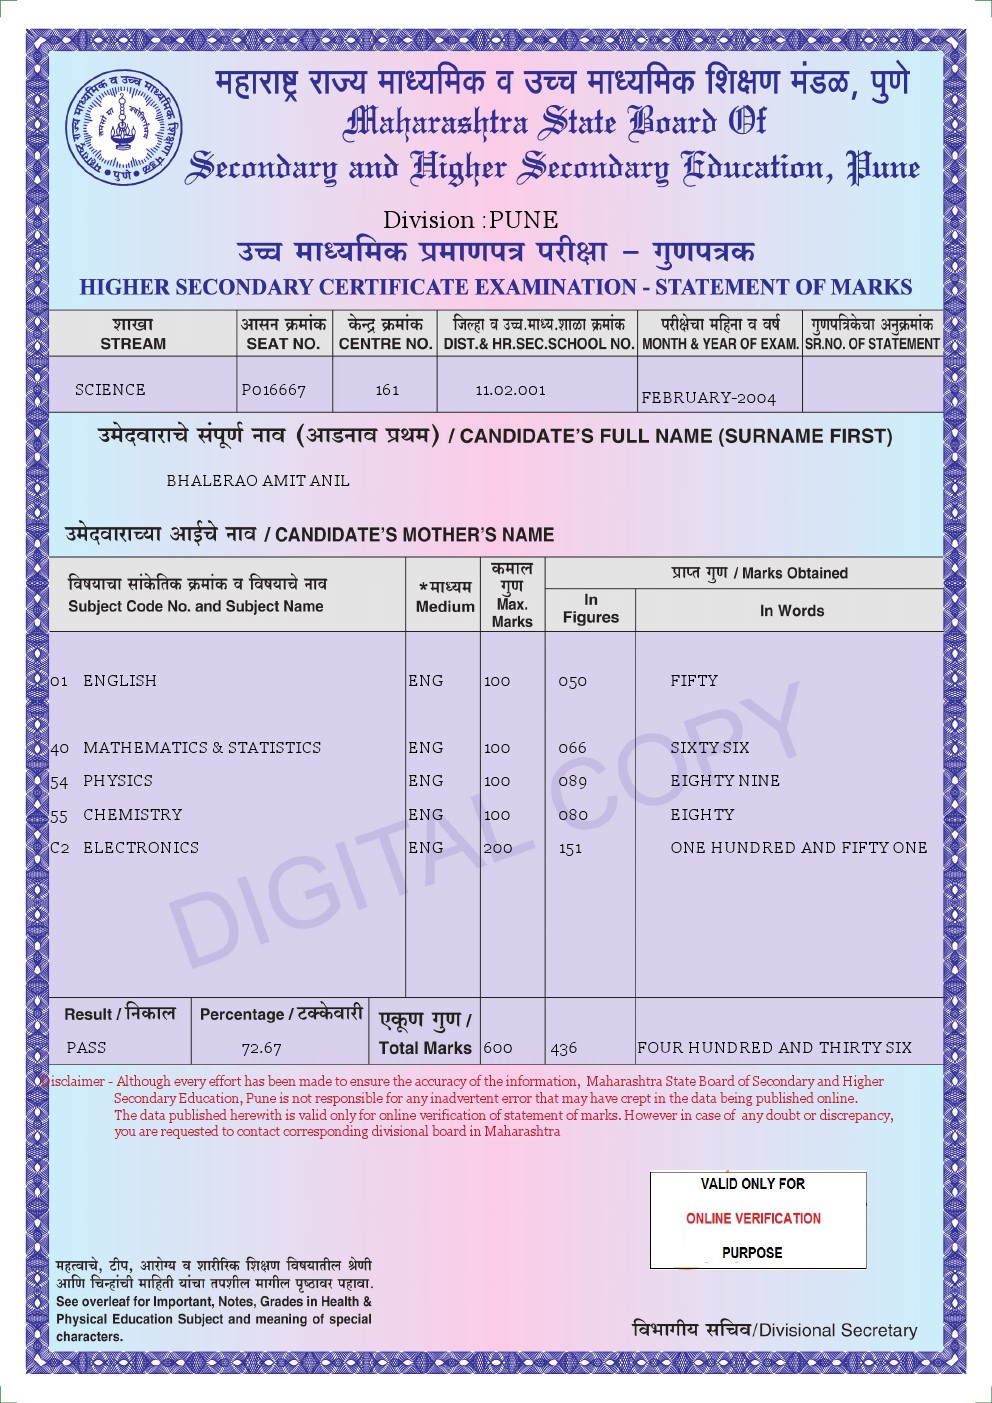 महाराष्ट्र राज्य माध्यमिक व उच्च माध्यमिक शिक्षण मंडळ, पुणे
Maharashtra State Board Of
Secondary and Higher Secondary Education, Pune
Division :PUNE
उच्च माध्यमिक प्रमाणपत्र परीक्षा – गुणपत्रक
HIGHER SECONDARY CERTIFICATE EXAMINATION - STATEMENT OF MARKS
शाखा आसन क्रमांक केन्द्र क्रमांक जिल्हा व उच्च.माध्य.शाळा क्रमांक परीक्षेचा महिना व वर्ष गुणपत्रिकेचा अनुक्रमांक
STREAM SEAT NO. CENTRE NO. DIST.& HR.SEC.SCHOOL NO. MONTH & YEAR OF EXAM. SR.NO. OF STATEMENT
SCIENCE P016667 161 11.02.001 FEBRUARY-2004
उमेदवाराचे संपूर्ण नाव (आडनाव प्रथम) / CANDIDATE'S FULL NAME (SURNAME FIRST)
BHALERAO AMIT ANIL
उमेदवाराच्या आईचे नाव / CANDIDATE'S MOTHER'S NAME
विषयाचा सांकेतिक क्रमांक व विषयाचे नाव
Subject Code No. and Subject Name
*माध्यम
Medium
कमाल
गुण
Max.
Marks
प्राप्त गुण / Marks Obtained
In
Figures
In Words
01 ENGLISH ENG 100 050 FIFTY
40 MATHEMATICS & STATISTICS ENG 100 066 SIXTY SIX
54 PHYSICS ENG 100 089 EIGHTY NINE
55 CHEMISTRY ENG 100 080 EIGHTY
C2 ELECTRONICS ENG 200 151 ONE HUNDRED AND FIFTY ONE
DIGITAL COPY
Result / निकाल Percentage / टक्केवारी एकूण गुण /
PASS 72.67 Total Marks 600 436 FOUR HUNDRED AND THIRTY SIX
Disclaimer - Although every effort has been made to ensure the accuracy of the information, Maharashtra State Board of Secondary and Higher
Secondary Education, Pune is not responsible for any inadvertent error that may have crept in the data being published online.
The data published herewith is valid only for online verification of statement of marks. However in case of any doubt or discrepancy,
you are requested to contact corresponding divisional board in Maharashtra
VALID ONLY FOR
ONLINE VERIFICATION
PURPOSE
महत्वाचे, टीप, आरोग्य व शारीरिक शिक्षण विषयातील श्रेणी
आणि चिन्हांची माहिती यांचा तपशील मागील पृष्ठावर पहावा.
See overleaf for Important, Notes, Grades in Health &
Physical Education Subject and meaning of special
characters.
विभागीय सचिव/Divisional Secretary